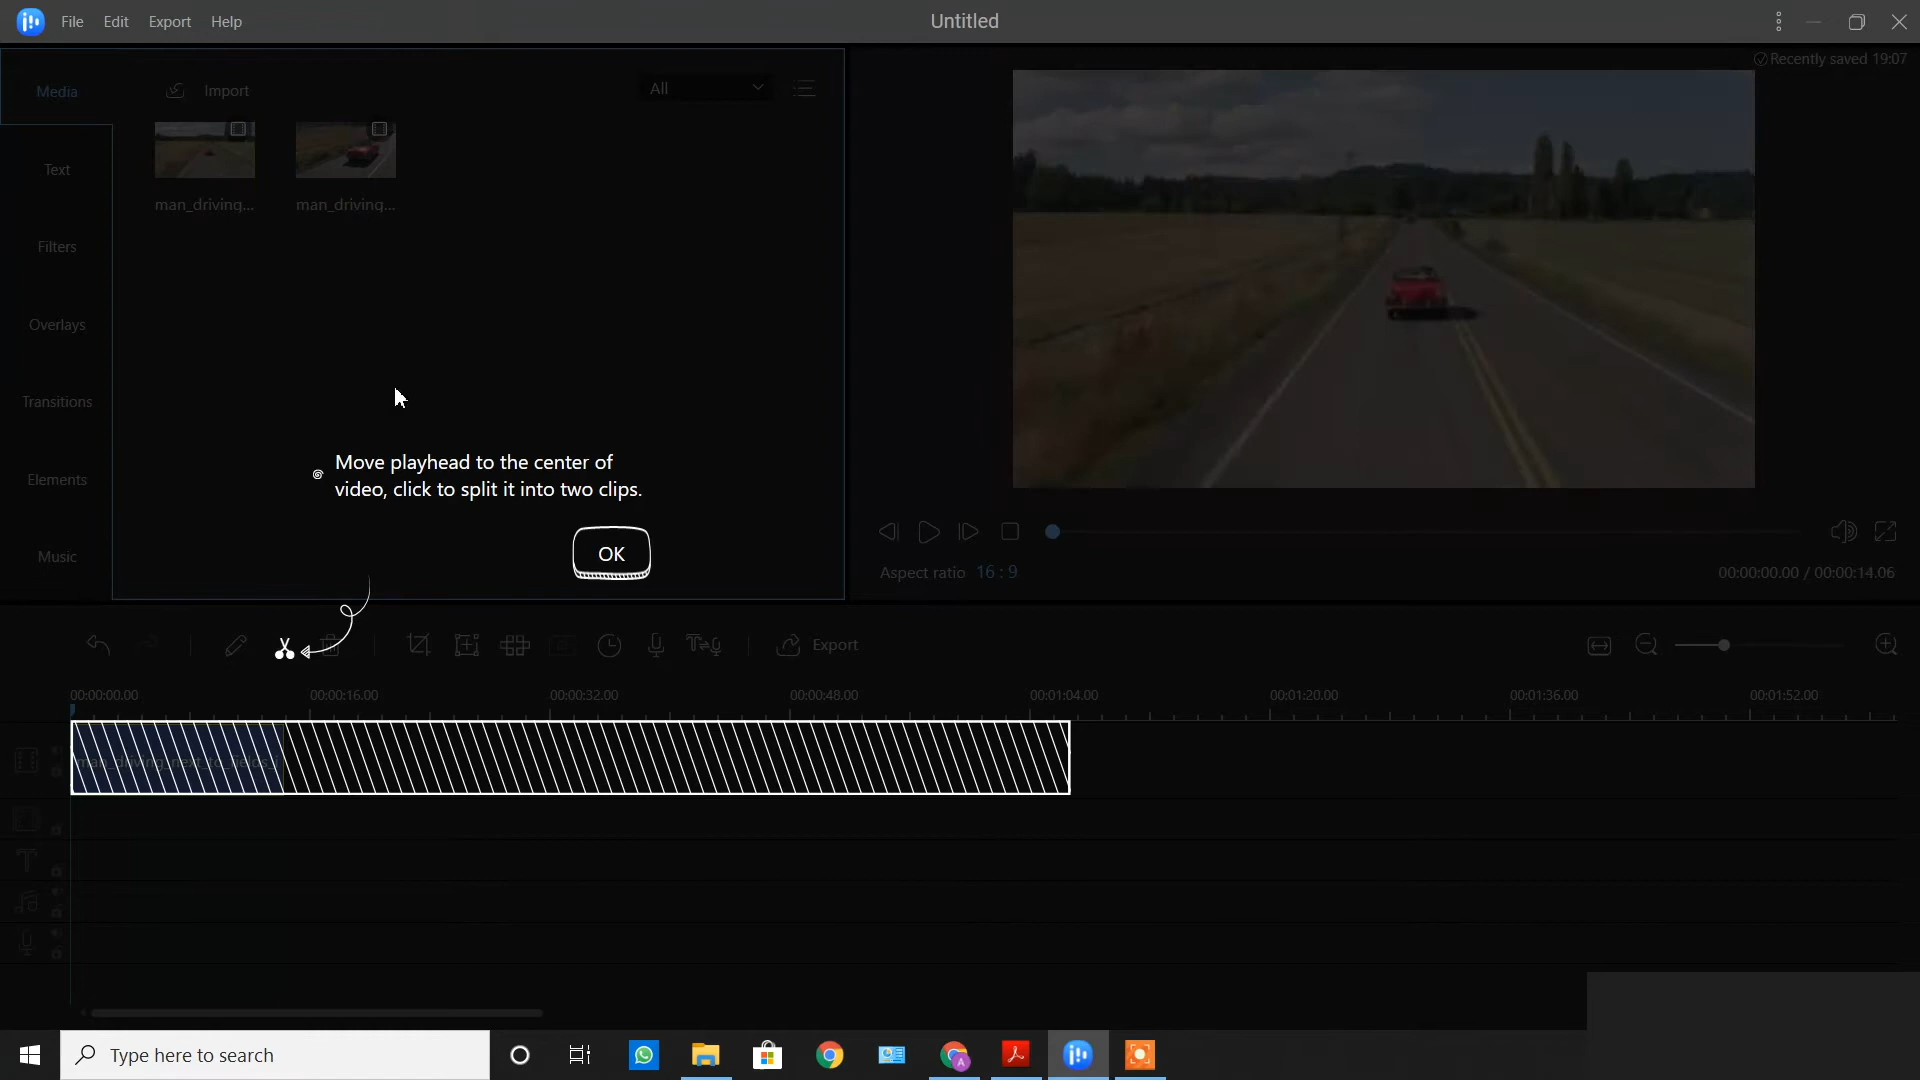 File Edit Export Help
Untitled
Recently saved 19:07
Media
Import
All
man_driving...
man_driving...
Text
Filters
Overlays
Transitions
Elements
Music
Move playhead to the center of
video, click to split it into two clips.
OK
Aspect ratio 16 : 9
00:00:00.00 / 00:00:14.06
Export
00:00:00.00 00:00:16.00 00:00:32.00 00:00:48.00 00:01:04.00 00:01:20.00 00:01:36.00 00:01:52.00
man_driving_next_to_fields_i
Type here to search